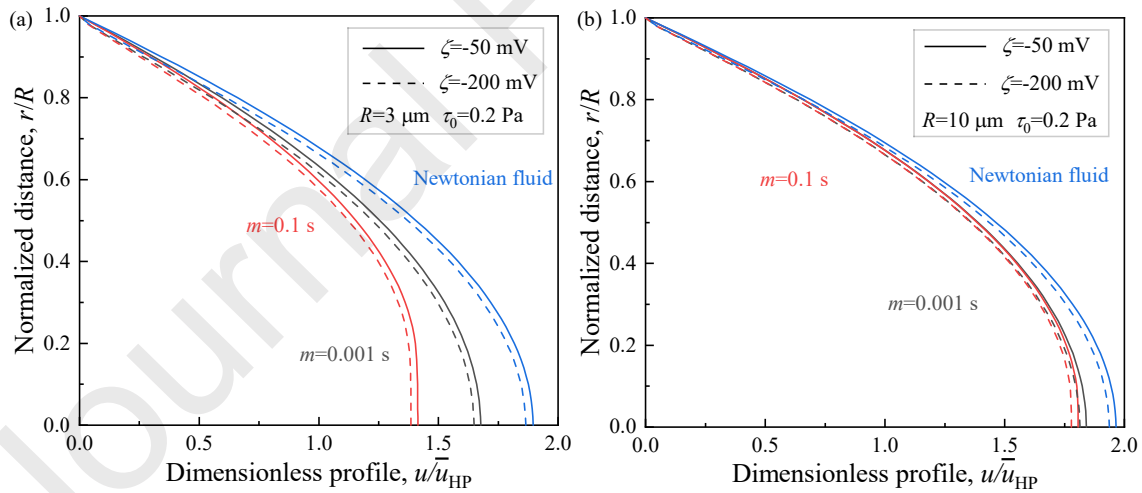 (a)
1.0
0.8
0.6
0.4
0.2
0.0
Normalized distance, r/R
ζ=-50 mV
ζ=-200 mV
R=3 μm τ₀=0.2 Pa
Newtonian fluid
m=0.1 s
m=0.001 s
0.0 0.5 1.0 1.5 2.0
Dimensionless profile, u/u̅HP
(b)
1.0
0.8
0.6
0.4
0.2
0.0
Normalized distance, r/R
ζ=-50 mV
ζ=-200 mV
R=10 μm τ₀=0.2 Pa
m=0.1 s
Newtonian fluid
m=0.001 s
0.0 0.5 1.0 1.5 2.0
Dimensionless profile, u/u̅HP
Journal